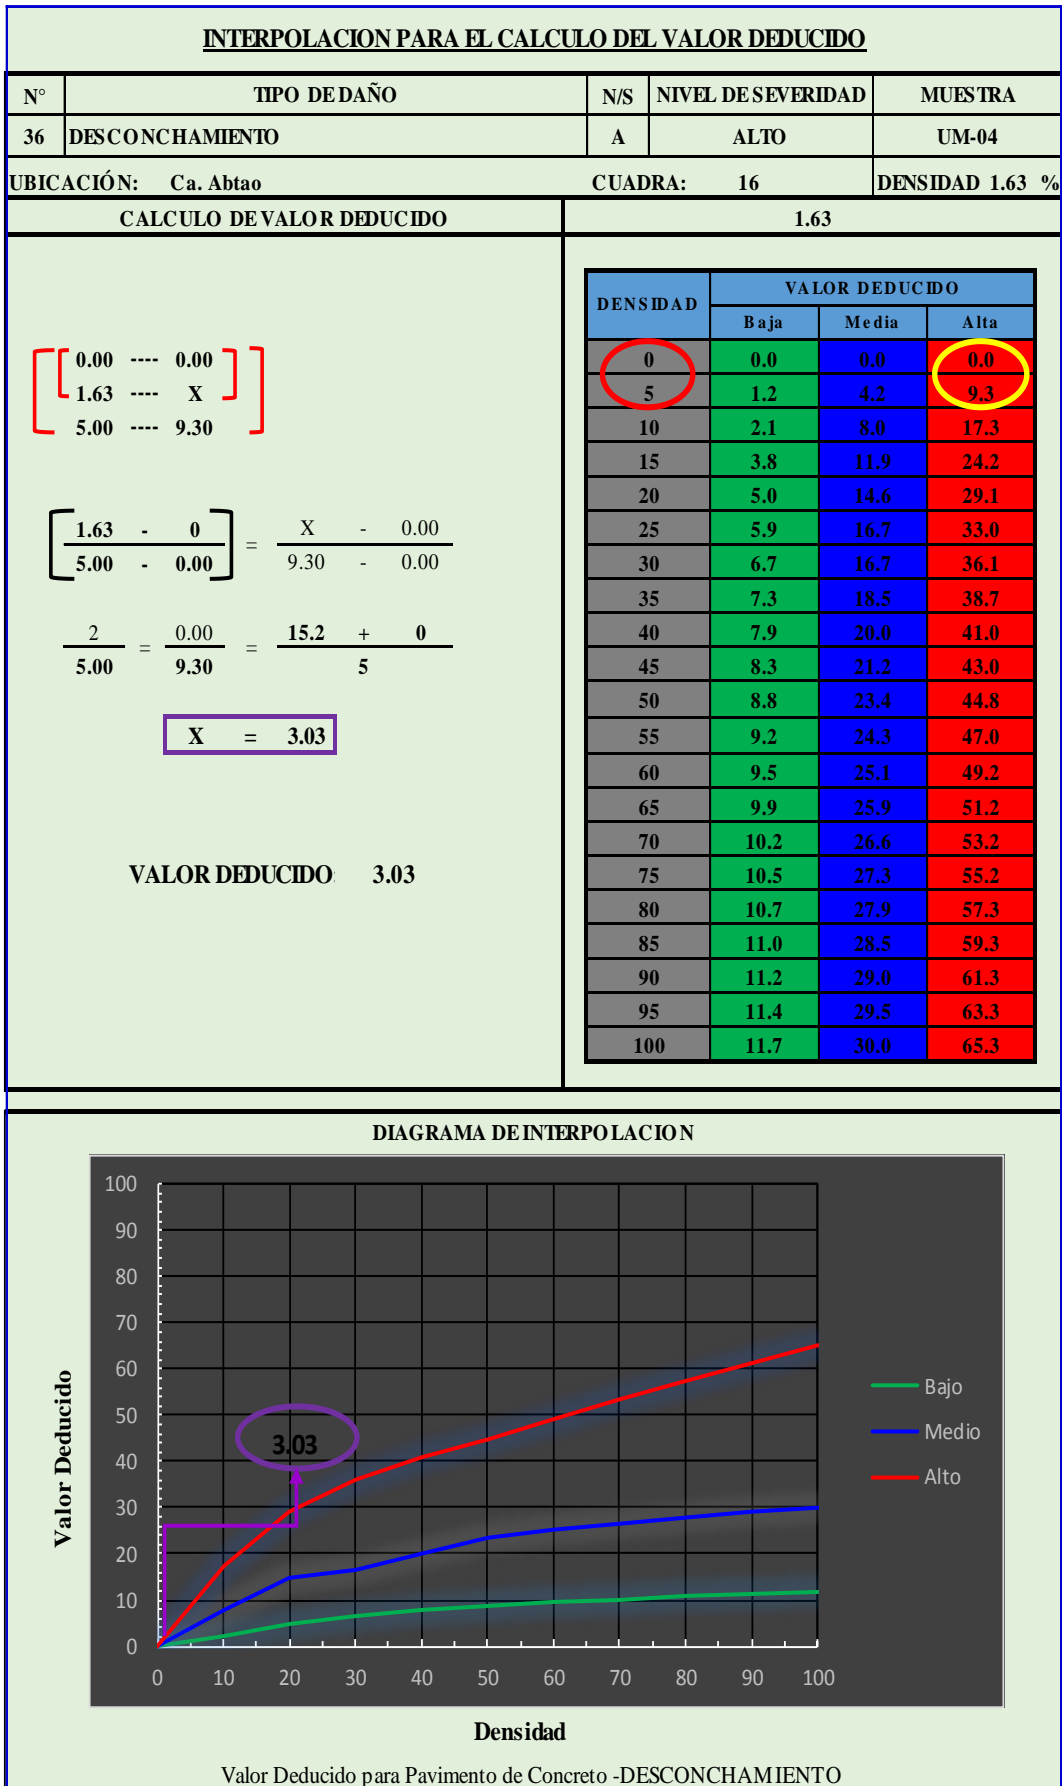 INTERPOLACION PARA EL CALCULO DEL VALOR DEDUCIDO
N° TIPO DE DAÑO N/S NIVEL DE SEVERIDAD MUESTRA
36 DESCONCHAMIENTO A ALTO UM-04
UBICACIÓN: Ca. Abtao CUADRA: 16 DENSIDAD 1.63 %
CALCULO DE VALOR DEDUCIDO 1.63
0.00 ---- 0.00
1.63 ---- X
5.00 ---- 9.30
1.63 - 0 = X - 0.00
5.00 - 0.00 9.30 - 0.00
2 = 0.00 = 15.2 + 0
5.00 9.30 5
X = 3.03
VALOR DEDUCIDO: 3.03
DENSIDAD VALOR DEDUCIDO
Baja Media Alta
0 0.0 0.0 0.0
5 1.2 4.2 9.3
10 2.1 8.0 17.3
15 3.8 11.9 24.2
20 5.0 14.6 29.1
25 5.9 16.7 33.0
30 6.7 16.7 36.1
35 7.3 18.5 38.7
40 7.9 20.0 41.0
45 8.3 21.2 43.0
50 8.8 23.4 44.8
55 9.2 24.3 47.0
60 9.5 25.1 49.2
65 9.9 25.9 51.2
70 10.2 26.6 53.2
75 10.5 27.3 55.2
80 10.7 27.9 57.3
85 11.0 28.5 59.3
90 11.2 29.0 61.3
95 11.4 29.5 63.3
100 11.7 30.0 65.3
DIAGRAMA DE INTERPOLACION
Valor Deducido
100
90
80
70
60
50
40
30
20
10
0
3.03
0 10 20 30 40 50 60 70 80 90 100
Bajo
Medio
Alto
Densidad
Valor Deducido para Pavimento de Concreto -DESCONCHAMIENTO